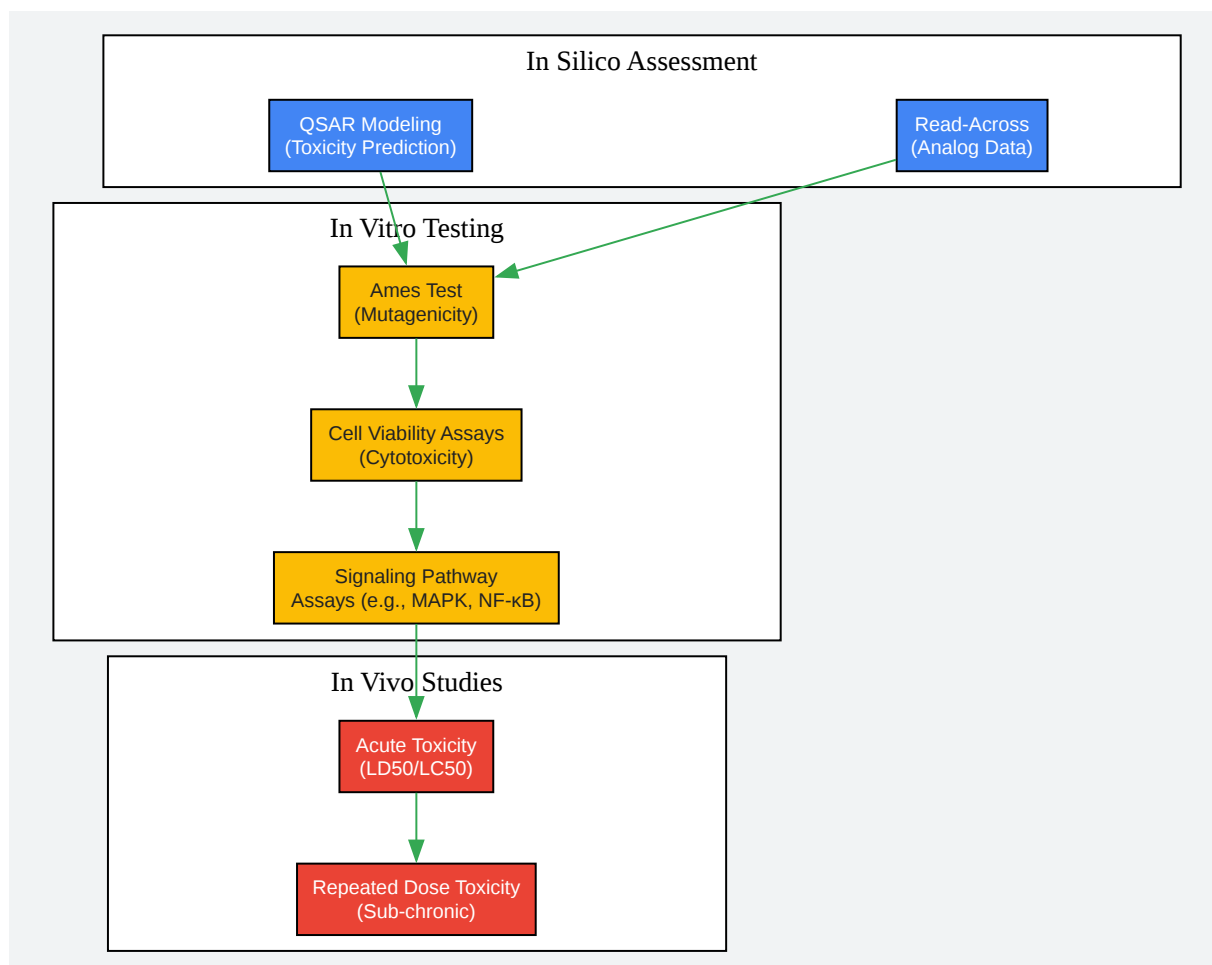 In Silico Assessment
QSAR Modeling
(Toxicity Prediction)
Read-Across
(Analog Data)
In Vitro Testing
Ames Test
(Mutagenicity)
Cell Viability Assays
(Cytotoxicity)
Signaling Pathway
Assays (e.g., MAPK, NF-κB)
In Vivo Studies
Acute Toxicity
(LD50/LC50)
Repeated Dose Toxicity
(Sub-chronic)